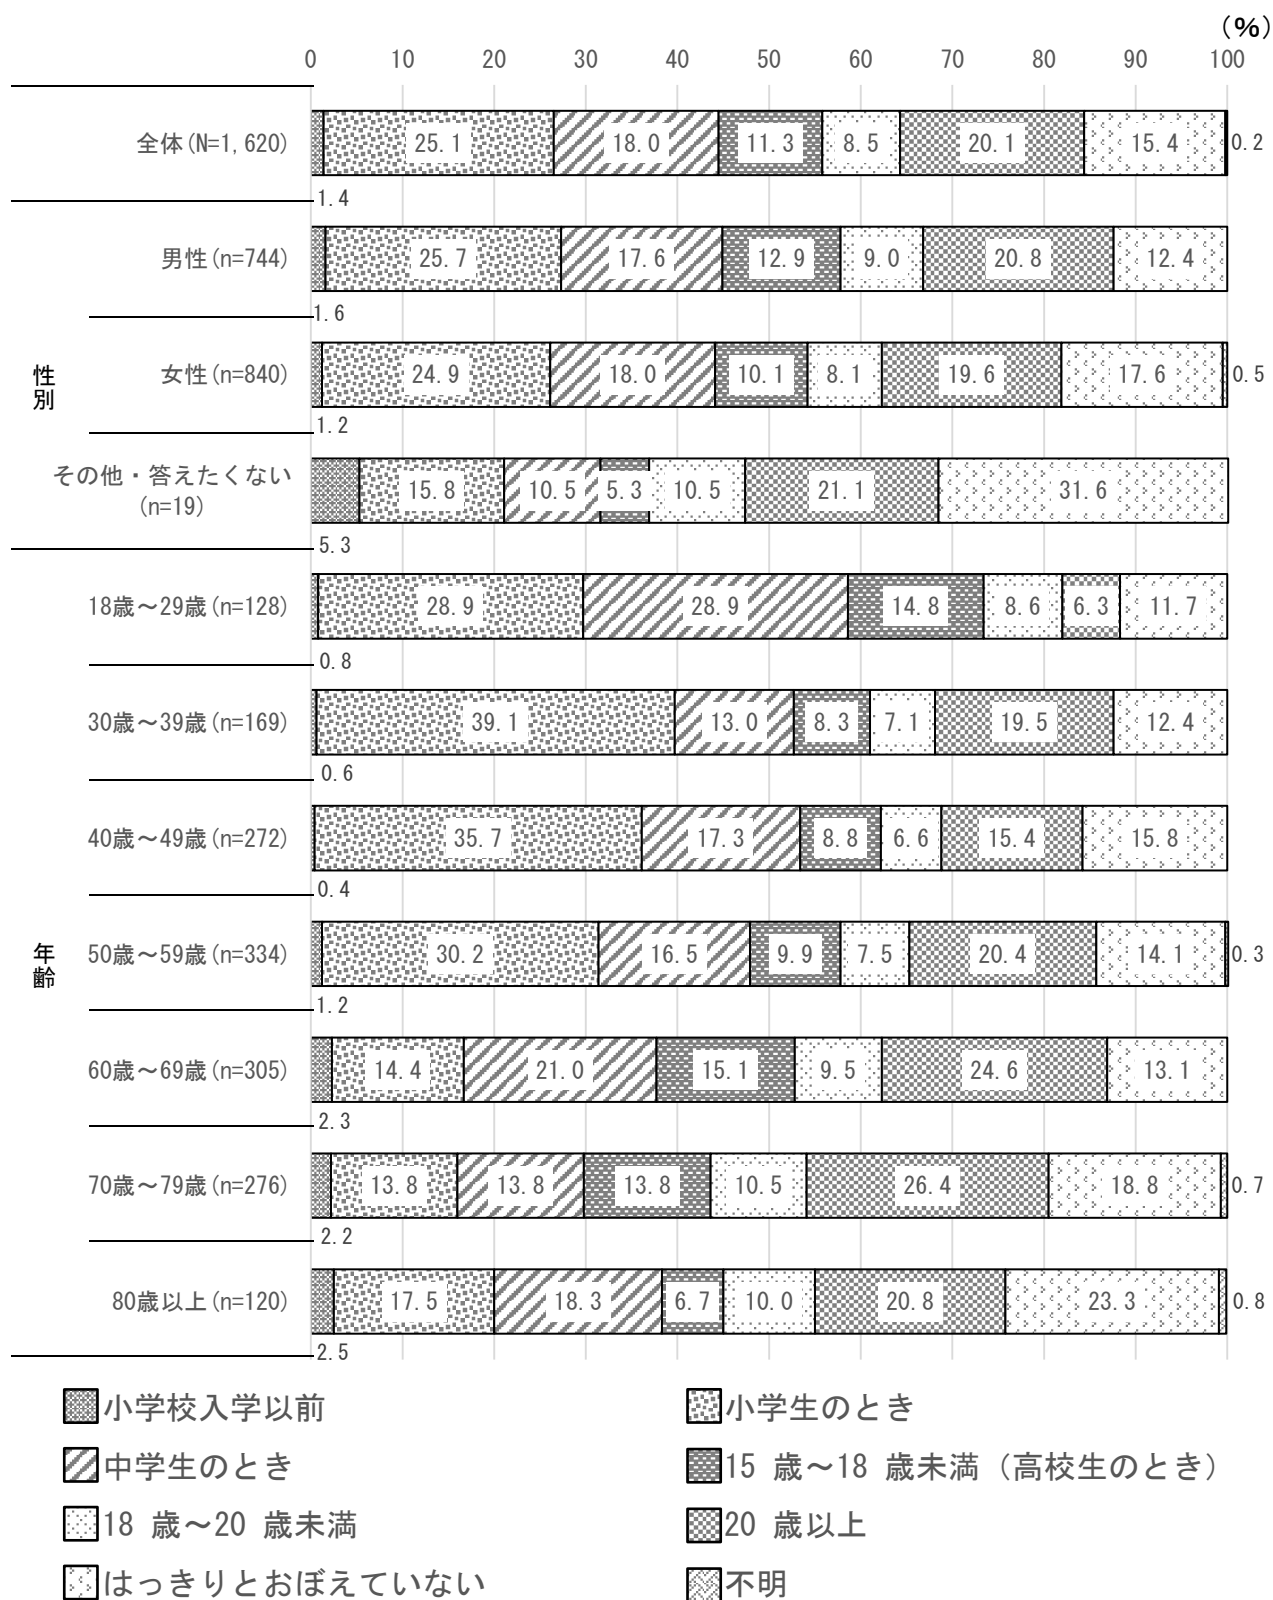 （%）
0 10 20 30 40 50 60 70 80 90 100
全体(N=1,620) 25.1 18.0 11.3 8.5 20.1 15.4 0.2
1.4
男性(n=744) 25.7 17.6 12.9 9.0 20.8 12.4
1.6
性別
女性(n=840) 24.9 18.0 10.1 8.1 19.6 17.6 0.5
1.2
その他・答えたくない
(n=19) 15.8 10.5 5.3 10.5 21.1 31.6
5.3
18歳～29歳(n=128) 28.9 28.9 14.8 8.6 6.3 11.7
0.8
30歳～39歳(n=169) 39.1 13.0 8.3 7.1 19.5 12.4
0.6
40歳～49歳(n=272) 35.7 17.3 8.8 6.6 15.4 15.8
0.4
年齢
50歳～59歳(n=334) 30.2 16.5 9.9 7.5 20.4 14.1 0.3
1.2
60歳～69歳(n=305) 14.4 21.0 15.1 9.5 24.6 13.1
2.3
70歳～79歳(n=276) 13.8 13.8 13.8 10.5 26.4 18.8 0.7
2.2
80歳以上(n=120) 17.5 18.3 6.7 10.0 20.8 23.3 0.8
2.5
小学校入学以前 小学生のとき
中学生のとき 15 歳～18 歳未満（高校生のとき）
18 歳～20 歳未満 20 歳以上
はっきりとおぼえていない 不明